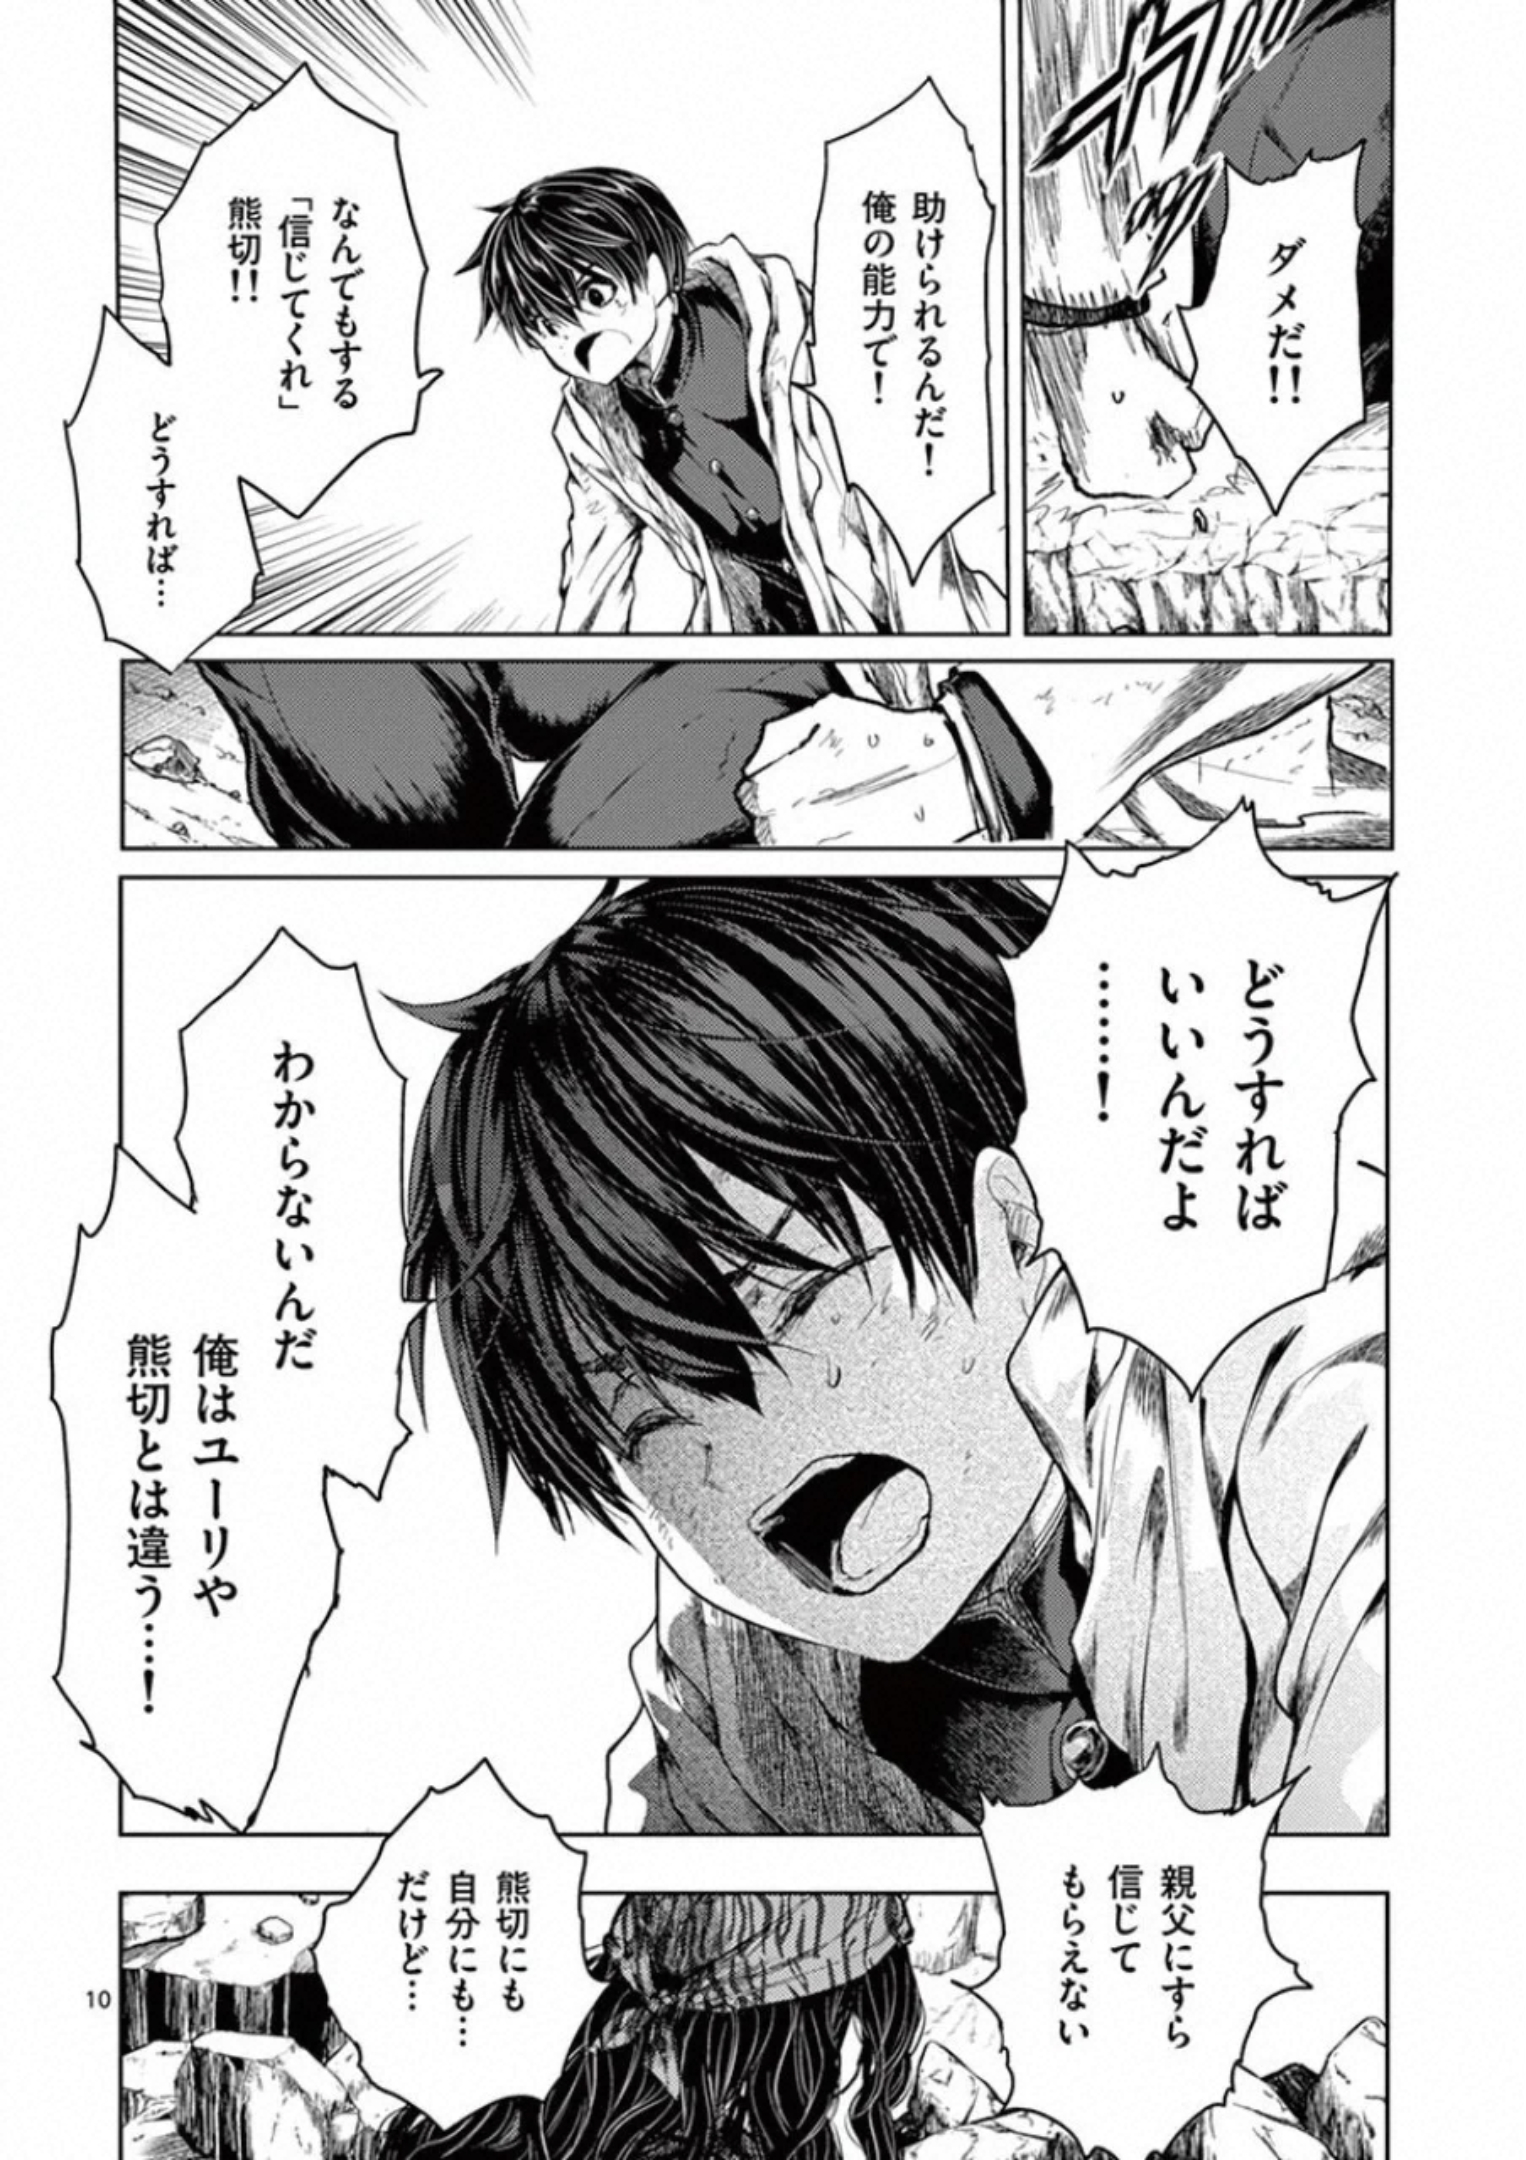 ダメだ!!
助けられるんだ!
俺の能力で!
なんでもする
「信じてくれ」
熊切!!
どうすれば…
どうすれば
いいんだよ
……!
わからないんだ
俺はユーリや
熊切とは違う……!
親父にすら
信じて
もらえない
熊切にも
自分にも…
だけど…
10